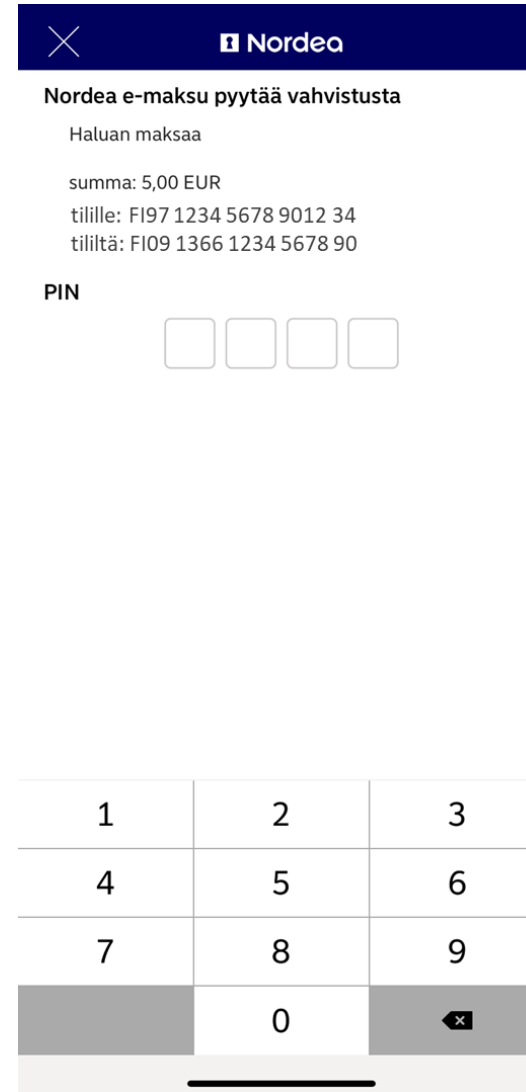 Nordea
Nordea e-maksu pyytää vahvistusta
Haluan maksaa
summa: 5,00 EUR
tilille: FI97 1234 5678 9012 34
tililtä: FI09 1366 1234 5678 90
PIN
1 2 3
4 5 6
7 8 9
0